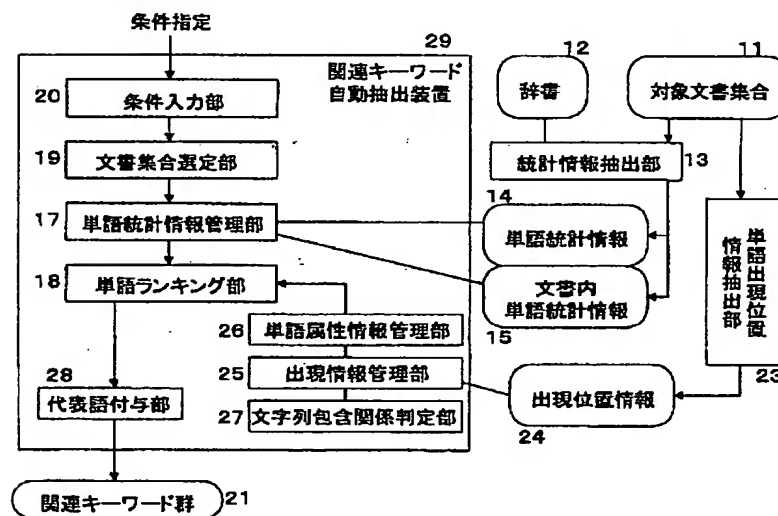 条件指定
29
関連キーワード
自動抽出装置
20
条件入力部
19
文書集合選定部
17
単語統計情報管理部
18
単語ランキング部
26
単語属性情報管理部
25
出現情報管理部
27
文字列包含関係判定部
28
代表語付与部
関連キーワード群
21
12
辞書
11
対象文書集合
統計情報抽出部
13
14
単語統計情報
文書内
単語統計情報
15
単語出現位置
情報抽出部
23
出現位置情報
24